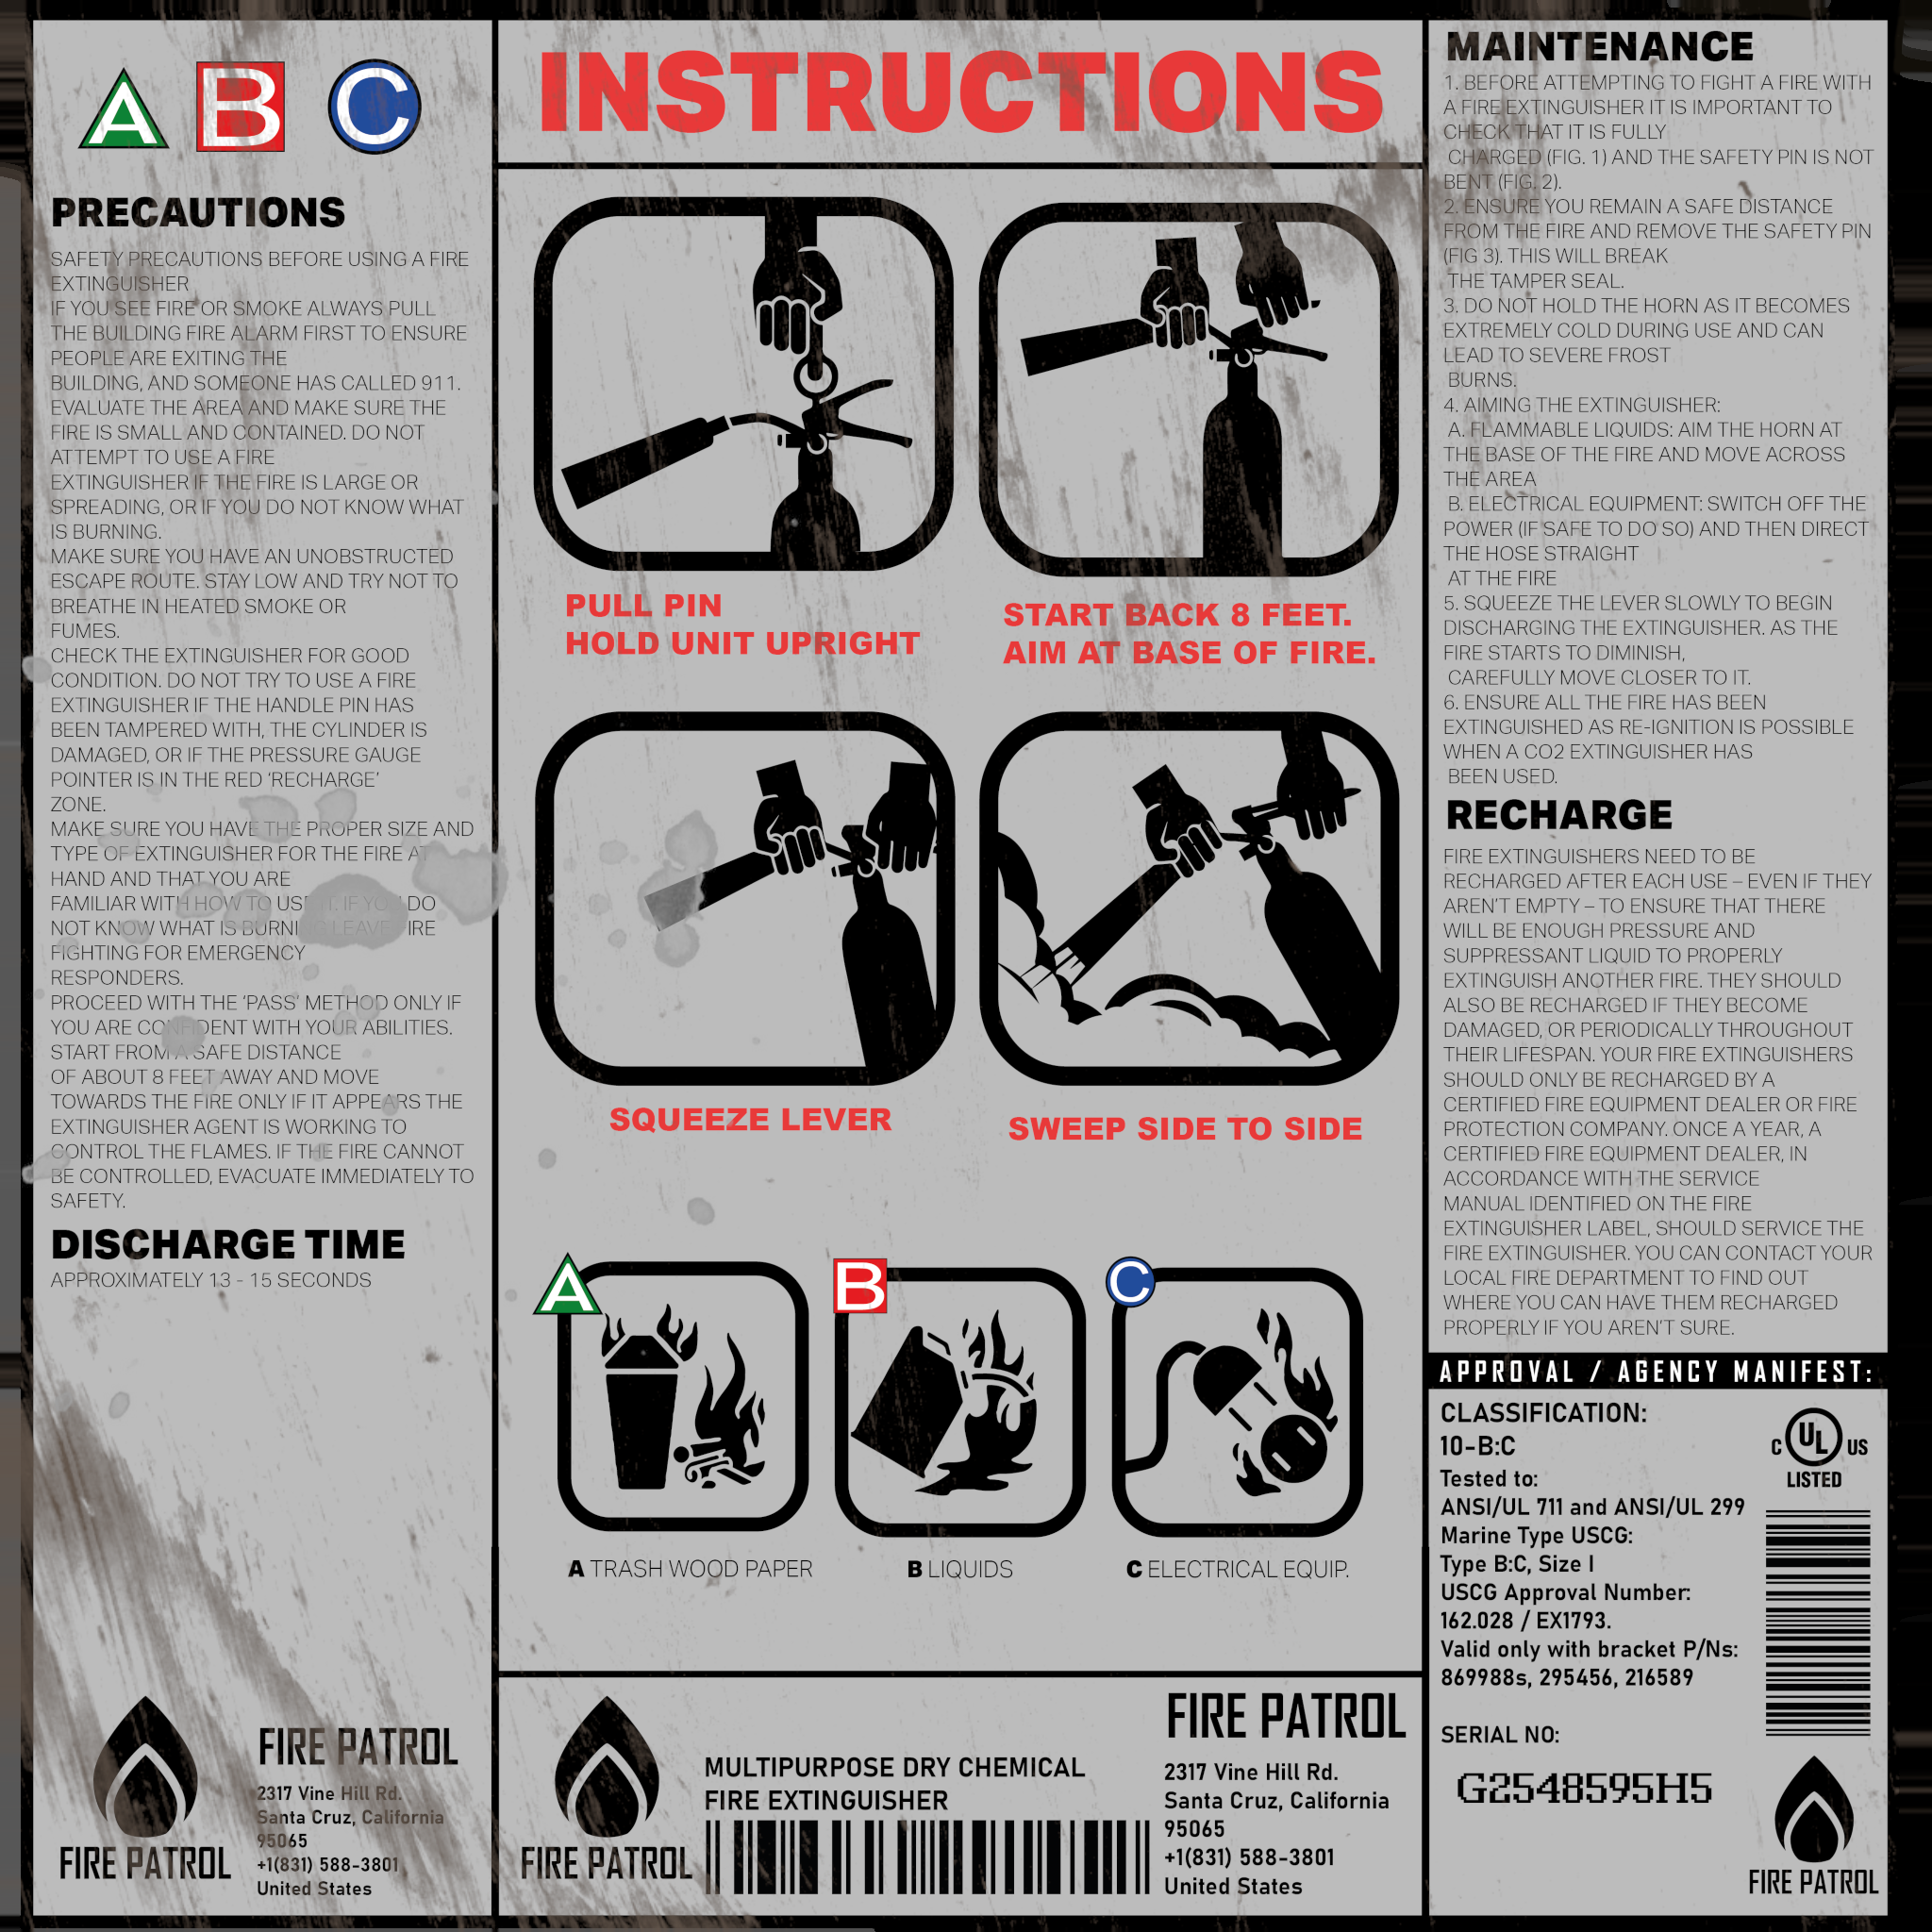 A B C
PRECAUTIONS
SAFETY PRECAUTIONS BEFORE USING A FIRE
EXTINGUISHER
IF YOU SEE FIRE OR SMOKE ALWAYS PULL
THE BUILDING FIRE ALARM FIRST TO ENSURE
PEOPLE ARE EXITING THE
BUILDING, AND SOMEONE HAS CALLED 911.
EVALUATE THE AREA AND MAKE SURE THE
FIRE IS SMALL AND CONTAINED. DO NOT
ATTEMPT TO USE A FIRE
EXTINGUISHER IF THE FIRE IS LARGE OR
SPREADING, OR IF YOU DO NOT KNOW WHAT
IS BURNING.
MAKE SURE YOU HAVE AN UNOBSTRUCTED
ESCAPE ROUTE. STAY LOW AND TRY NOT TO
BREATHE IN HEATED SMOKE OR
FUMES.
CHECK THE EXTINGUISHER FOR GOOD
CONDITION. DO NOT TRY TO USE A FIRE
EXTINGUISHER IF THE HANDLE PIN HAS
BEEN TAMPERED WITH, THE CYLINDER IS
DAMAGED, OR IF THE PRESSURE GAUGE
POINTER IS IN THE RED ‘RECHARGE’
ZONE.
MAKE SURE YOU HAVE THE PROPER SIZE AND
TYPE OF EXTINGUISHER FOR THE FIRE AT
HAND AND THAT YOU ARE
FAMILIAR WITH HOW TO USE IT. IF YOU DO
NOT KNOW WHAT IS BURNING LEAVE FIRE
FIGHTING FOR EMERGENCY
RESPONDERS.
PROCEED WITH THE ‘PASS’ METHOD ONLY IF
YOU ARE CONFIDENT WITH YOUR ABILITIES.
START FROM A SAFE DISTANCE
OF ABOUT 8 FEET AWAY AND MOVE
TOWARDS THE FIRE ONLY IF IT APPEARS THE
EXTINGUISHER AGENT IS WORKING TO
CONTROL THE FLAMES. IF THE FIRE CANNOT
BE CONTROLLED, EVACUATE IMMEDIATELY TO
SAFETY.
DISCHARGE TIME
APPROXIMATELY 13 - 15 SECONDS
FIRE PATROL
FIRE PATROL
2317 Vine Hill Rd.
Santa Cruz, California
95065
+1(831) 588-3801
United States
INSTRUCTIONS
PULL PIN
HOLD UNIT UPRIGHT
START BACK 8 FEET.
AIM AT BASE OF FIRE.
SQUEEZE LEVER
SWEEP SIDE TO SIDE
A
B
C
A TRASH WOOD PAPER
B LIQUIDS
C ELECTRICAL EQUIP.
FIRE PATROL
MULTIPURPOSE DRY CHEMICAL
FIRE EXTINGUISHER
FIRE PATROL
2317 Vine Hill Rd.
Santa Cruz, California
95065
+1(831) 588-3801
United States
MAINTENANCE
1. BEFORE ATTEMPTING TO FIGHT A FIRE WITH
A FIRE EXTINGUISHER IT IS IMPORTANT TO
CHECK THAT IT IS FULLY
CHARGED (FIG. 1) AND THE SAFETY PIN IS NOT
BENT (FIG. 2).
2. ENSURE YOU REMAIN A SAFE DISTANCE
FROM THE FIRE AND REMOVE THE SAFETY PIN
(FIG 3). THIS WILL BREAK
THE TAMPER SEAL.
3. DO NOT HOLD THE HORN AS IT BECOMES
EXTREMELY COLD DURING USE AND CAN
LEAD TO SEVERE FROST
BURNS.
4. AIMING THE EXTINGUISHER:
A. FLAMMABLE LIQUIDS: AIM THE HORN AT
THE BASE OF THE FIRE AND MOVE ACROSS
THE AREA
B. ELECTRICAL EQUIPMENT: SWITCH OFF THE
POWER (IF SAFE TO DO SO) AND THEN DIRECT
THE HOSE STRAIGHT
AT THE FIRE
5. SQUEEZE THE LEVER SLOWLY TO BEGIN
DISCHARGING THE EXTINGUISHER. AS THE
FIRE STARTS TO DIMINISH,
CAREFULLY MOVE CLOSER TO IT.
6. ENSURE ALL THE FIRE HAS BEEN
EXTINGUISHED AS RE-IGNITION IS POSSIBLE
WHEN A CO2 EXTINGUISHER HAS
BEEN USED.
RECHARGE
FIRE EXTINGUISHERS NEED TO BE
RECHARGED AFTER EACH USE – EVEN IF THEY
AREN’T EMPTY – TO ENSURE THAT THERE
WILL BE ENOUGH PRESSURE AND
SUPPRESSANT LIQUID TO PROPERLY
EXTINGUISH ANOTHER FIRE. THEY SHOULD
ALSO BE RECHARGED IF THEY BECOME
DAMAGED, OR PERIODICALLY THROUGHOUT
THEIR LIFESPAN. YOUR FIRE EXTINGUISHERS
SHOULD ONLY BE RECHARGED BY A
CERTIFIED FIRE EQUIPMENT DEALER OR FIRE
PROTECTION COMPANY. ONCE A YEAR, A
CERTIFIED FIRE EQUIPMENT DEALER, IN
ACCORDANCE WITH THE SERVICE
MANUAL IDENTIFIED ON THE FIRE
EXTINGUISHER LABEL, SHOULD SERVICE THE
FIRE EXTINGUISHER. YOU CAN CONTACT YOUR
LOCAL FIRE DEPARTMENT TO FIND OUT
WHERE YOU CAN HAVE THEM RECHARGED
PROPERLY IF YOU AREN’T SURE.
APPROVAL / AGENCY MANIFEST:
CLASSIFICATION:
10-B:C
Tested to:
ANSI/UL 711 and ANSI/UL 299
Marine Type USCG:
Type B:C, Size I
USCG Approval Number:
162.028 / EX1793.
Valid only with bracket P/Ns:
869988s, 295456, 216589
C UL US
LISTED
SERIAL NO:
G2548595H5
FIRE PATROL